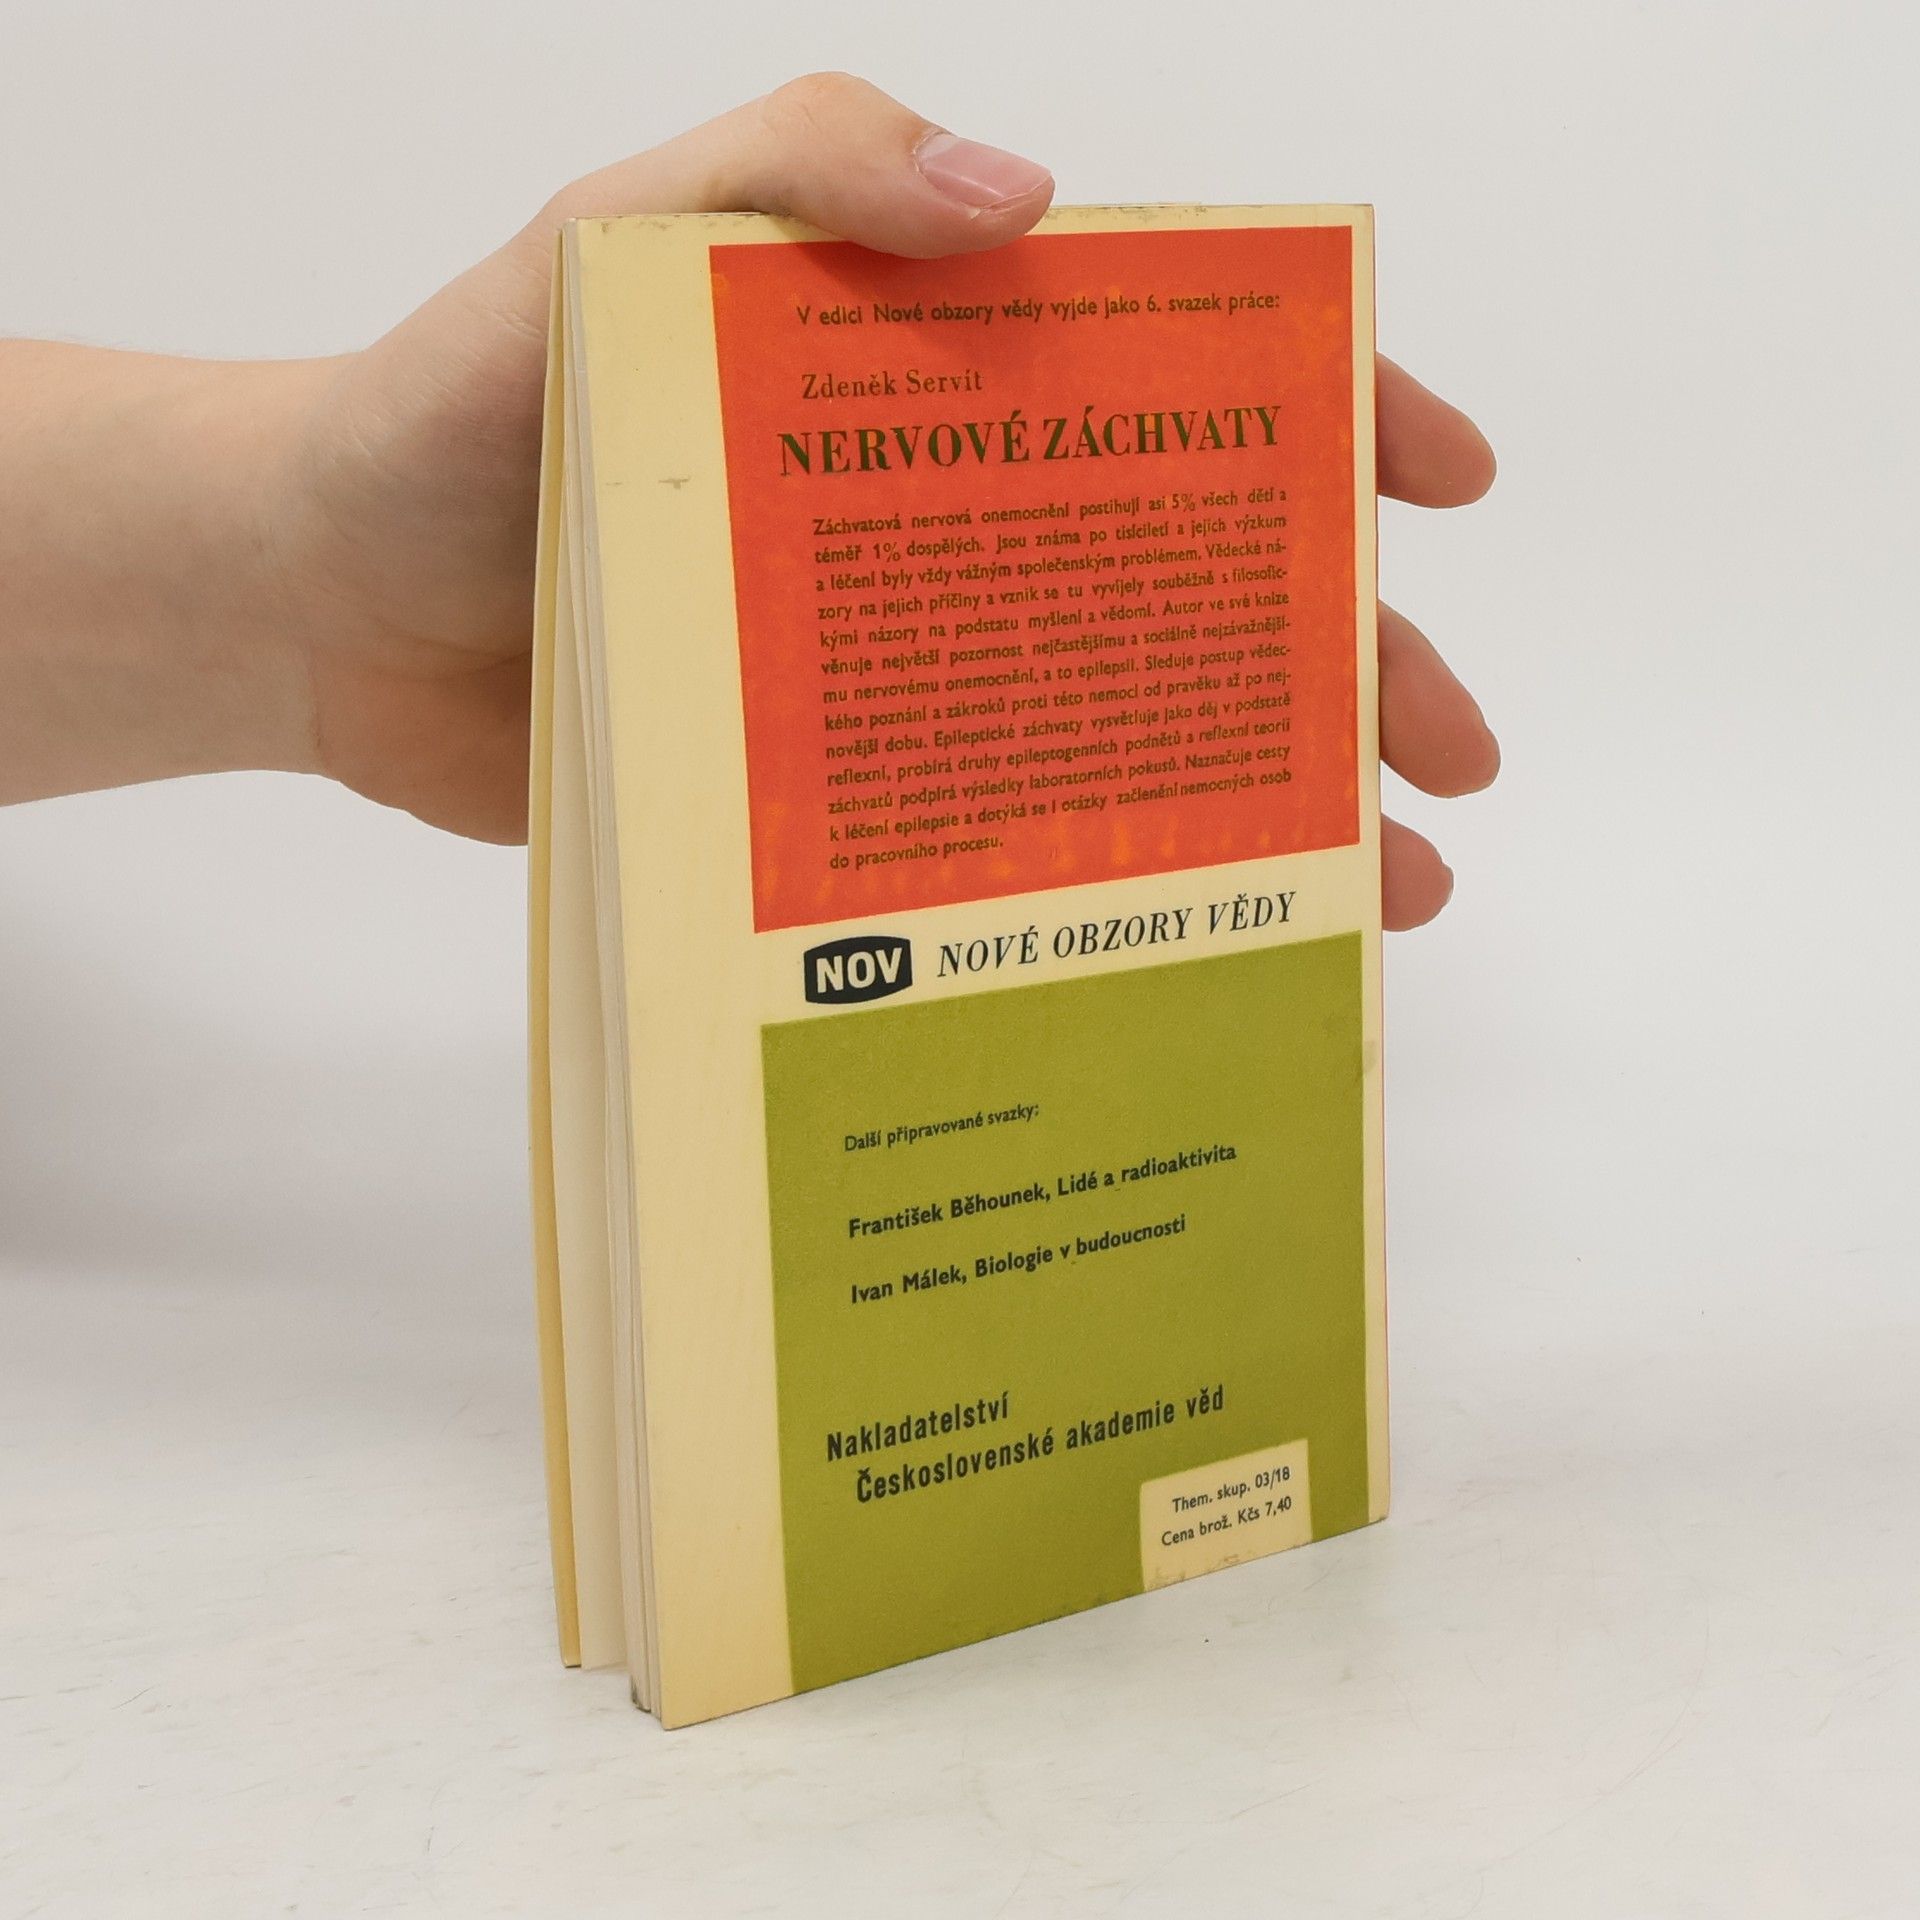 V edici Nové obzory vědy vyjde jako 6. svazek práce:
Zdeněk Servít
NERVOVÉ ZÁCHVATY
Záchvatová nervová onemocnění postihují asi 5% všech dětí a
téměř 1% dospělých. Jsou známa po tisíciletí a jejich výzkum
a léčení byly vždy vážným společenským problémem. Vědecké ná-
zory na jejich příčiny a vznik se tu vyvíjely souběžně s filosofic-
kými názory na podstatu myšlení a vědomí. Autor ve své knize
věnuje největší pozornost nejčastějšímu a sociálně nejzávažnější-
mu nervovému onemocnění, a to epilepsii. Sleduje postup vědec-
kého poznání a zákroků proti této nemoci od pravěku až po nej-
novější dobu. Epileptické záchvaty vysvětluje jako děj v podstatě
reflexní, probírá druhy epileptogenních podnětů a reflexní teorii
záchvatů podpírá výsledky laboratorních pokusů. Naznačuje cesty
k léčení epilepsie a dotýká se i otázky začlenění nemocných osob
do pracovního procesu.
NOV NOVÉ OBZORY VĚDY
Další připravované svazky:
František Běhounek, Lidé a radioaktivita
Ivan Málek, Biologie v budoucnosti
Nakladatelství
Československé akademie věd
Them. skup. 03/18
Cena brož. Kčs 7,40